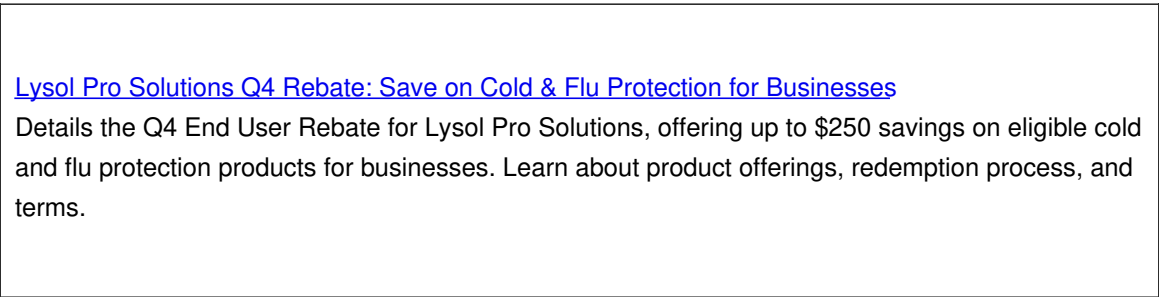 Lysol Pro Solutions Q4 Rebate: Save on Cold & Flu Protection for Businesses
Details the Q4 End User Rebate for Lysol Pro Solutions, offering up to $250 savings on eligible cold
and flu protection products for businesses. Learn about product offerings, redemption process, and
terms.